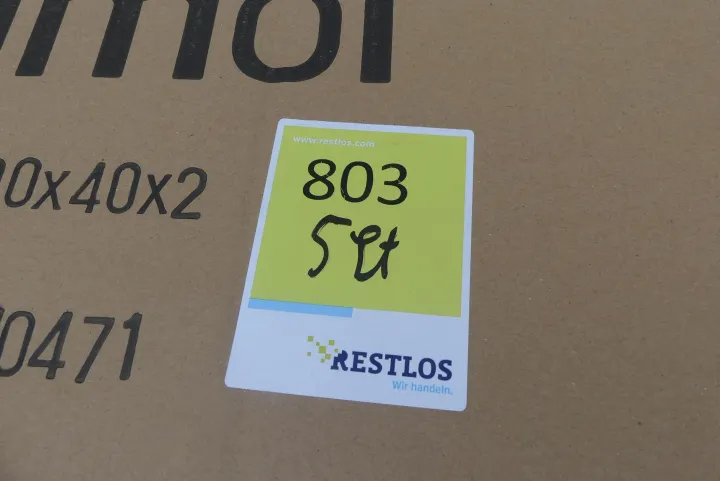 www.restlos.com
803
5 St
0x40x2
0471
RESTLOS
Wir handeln.